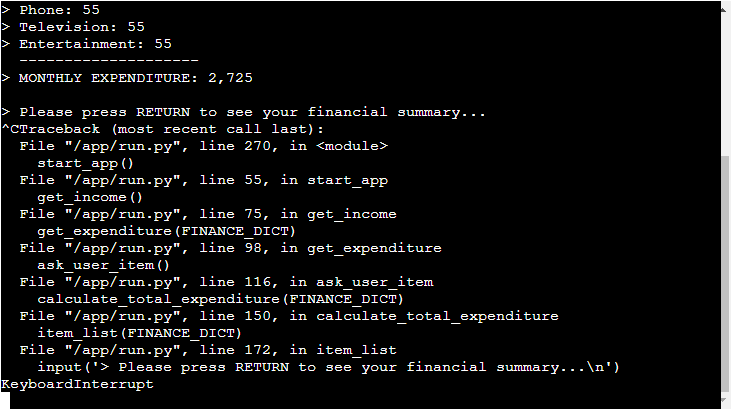 > Phone: 55
> Television: 55
> Entertainment: 55
  --------------------
> MONTHLY EXPENDITURE: 2,725
> Please press RETURN to see your financial summary...
^CTraceback (most recent call last):
  File "/app/run.py", line 270, in <module>
    start_app()
  File "/app/run.py", line 55, in start_app
    get_income()
  File "/app/run.py", line 75, in get_income
    get_expenditure(FINANCE_DICT)
  File "/app/run.py", line 98, in get_expenditure
    ask_user_item()
  File "/app/run.py", line 116, in ask_user_item
    calculate_total_expenditure(FINANCE_DICT)
  File "/app/run.py", line 150, in calculate_total_expenditure
    item_list(FINANCE_DICT)
  File "/app/run.py", line 172, in item_list
    input('> Please press RETURN to see your financial summary...\n')
KeyboardInterrupt